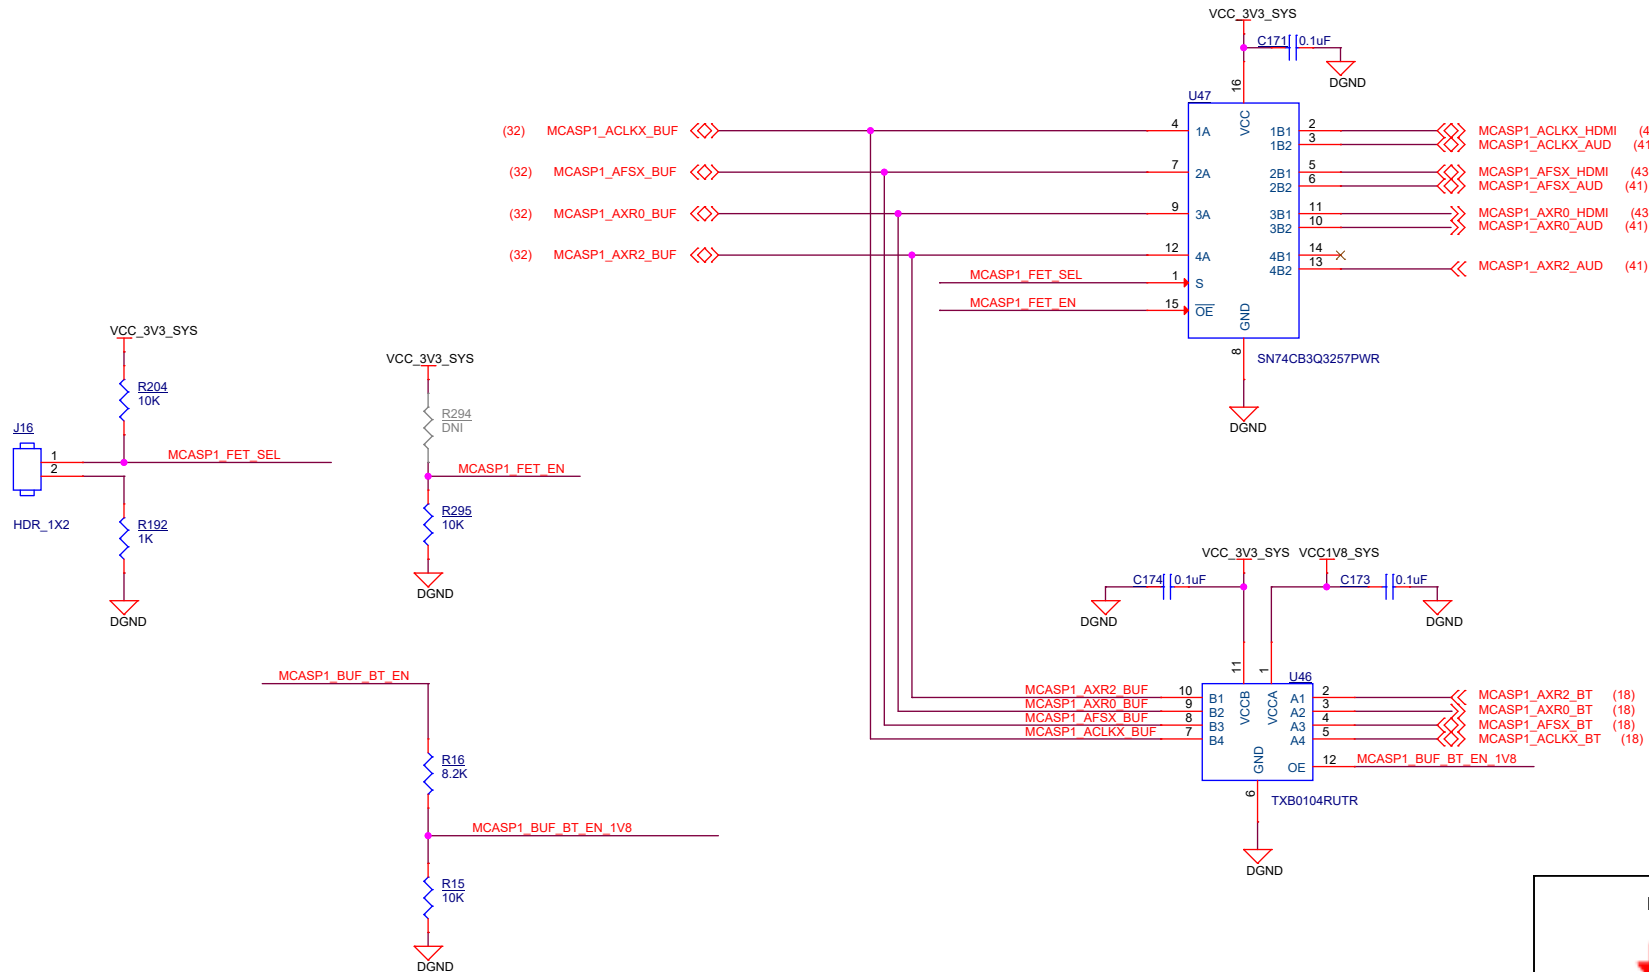 VCC_3V3_SYS
C171 0.1uF
DGND
16
U47
VCC
(32) MCASP1_ACLKX_BUF 4 1A 1B1 2 MCASP1_ACLKX_HDMI (4
1B2 3 MCASP1_ACLKX_AUD (41
(32) MCASP1_AFSX_BUF 7 2A 2B1 5 MCASP1_AFSX_HDMI (43
2B2 6 MCASP1_AFSX_AUD (41)
(32) MCASP1_AXR0_BUF 9 3A 3B1 11 MCASP1_AXR0_HDMI (43
3B2 10 MCASP1_AXR0_AUD (41)
(32) MCASP1_AXR2_BUF 12 4A 4B1 14
4B2 13 MCASP1_AXR2_AUD (41)
MCASP1_FET_SEL 1 S
MCASP1_FET_EN 15 OE
GND
8
SN74CB3Q3257PWR
DGND
VCC_3V3_SYS
R204
10K
J16
1
2
MCASP1_FET_SEL
HDR_1X2
R192
1K
DGND
VCC_3V3_SYS
R294
DNI
MCASP1_FET_EN
R295
10K
DGND
VCC_3V3_SYS VCC1V8_SYS
C174 0.1uF C173 0.1uF
DGND DGND
11 1
U46
VCCB VCCA
MCASP1_AXR2_BUF 10 B1 A1 2 MCASP1_AXR2_BT (18)
MCASP1_AXR0_BUF 9 B2 A2 3 MCASP1_AXR0_BT (18)
MCASP1_AFSX_BUF 8 B3 A3 4 MCASP1_AFSX_BT (18)
MCASP1_ACLKX_BUF 7 B4 A4 5 MCASP1_ACLKX_BT (18)
GND OE 12 MCASP1_BUF_BT_EN_1V8
6
TXB0104RUTR
DGND
MCASP1_BUF_BT_EN
R16
8.2K
MCASP1_BUF_BT_EN_1V8
R15
10K
DGND